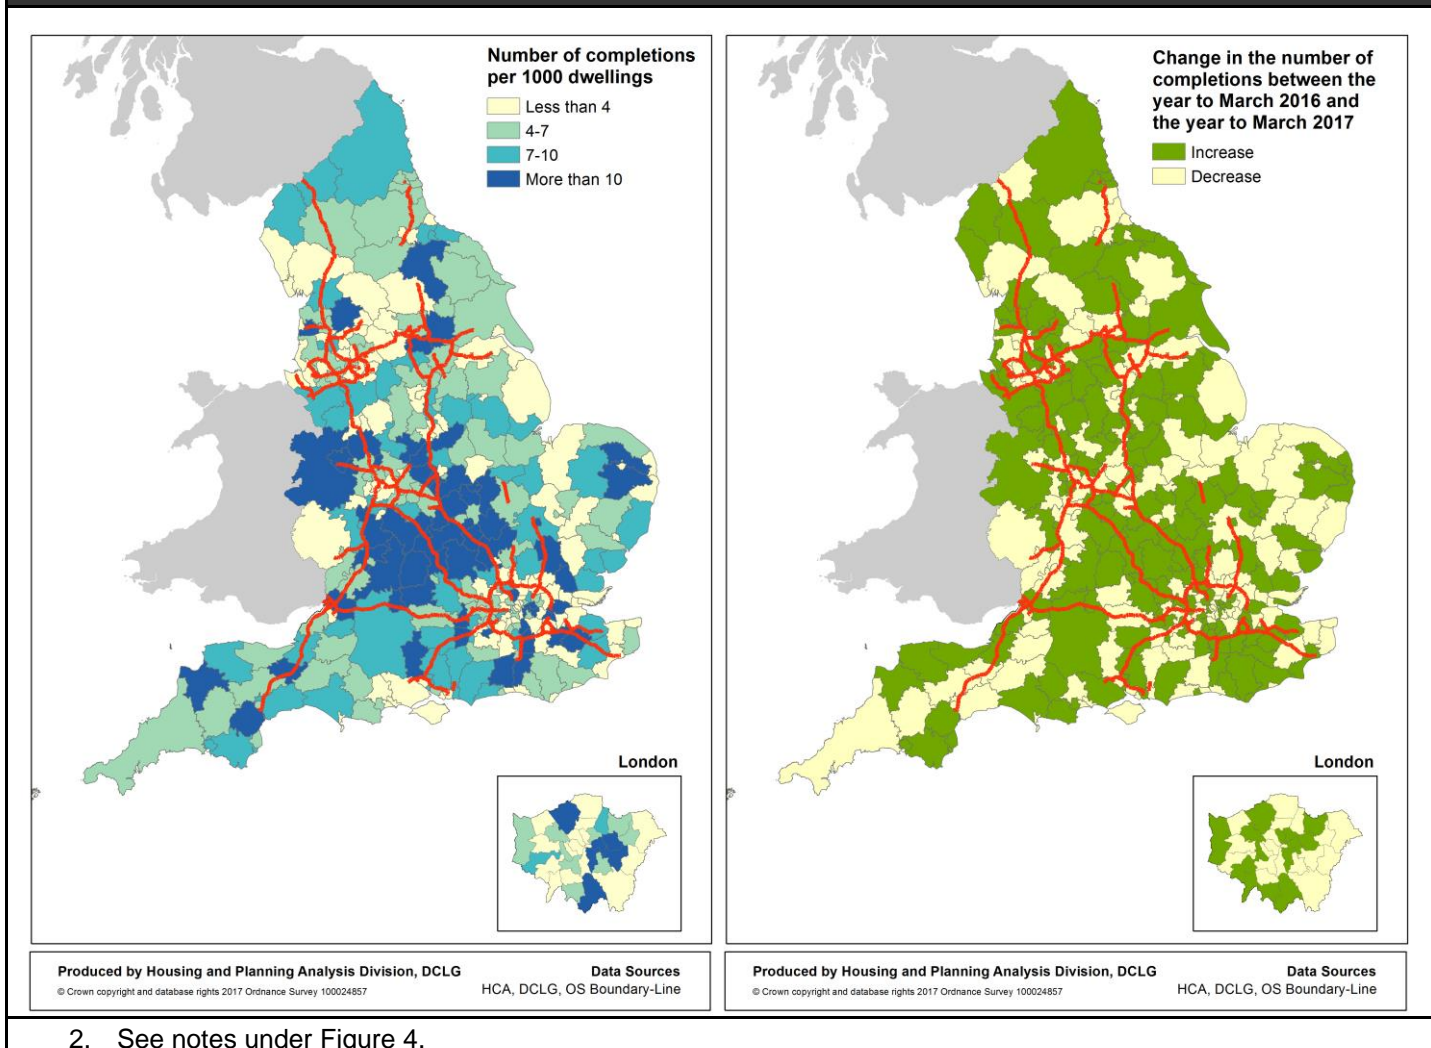 Number of completions
per 1000 dwellings
Less than 4
4-7
7-10
More than 10
London
Produced by Housing and Planning Analysis Division, DCLG
© Crown copyright and database rights 2017 Ordnance Survey 100024857
Data Sources
HCA, DCLG, OS Boundary-Line
Change in the number of
completions between the
year to March 2016 and
the year to March 2017
Increase
Decrease
London
Produced by Housing and Planning Analysis Division, DCLG
© Crown copyright and database rights 2017 Ordnance Survey 100024857
Data Sources
HCA, DCLG, OS Boundary-Line
2. See notes under Figure 4.